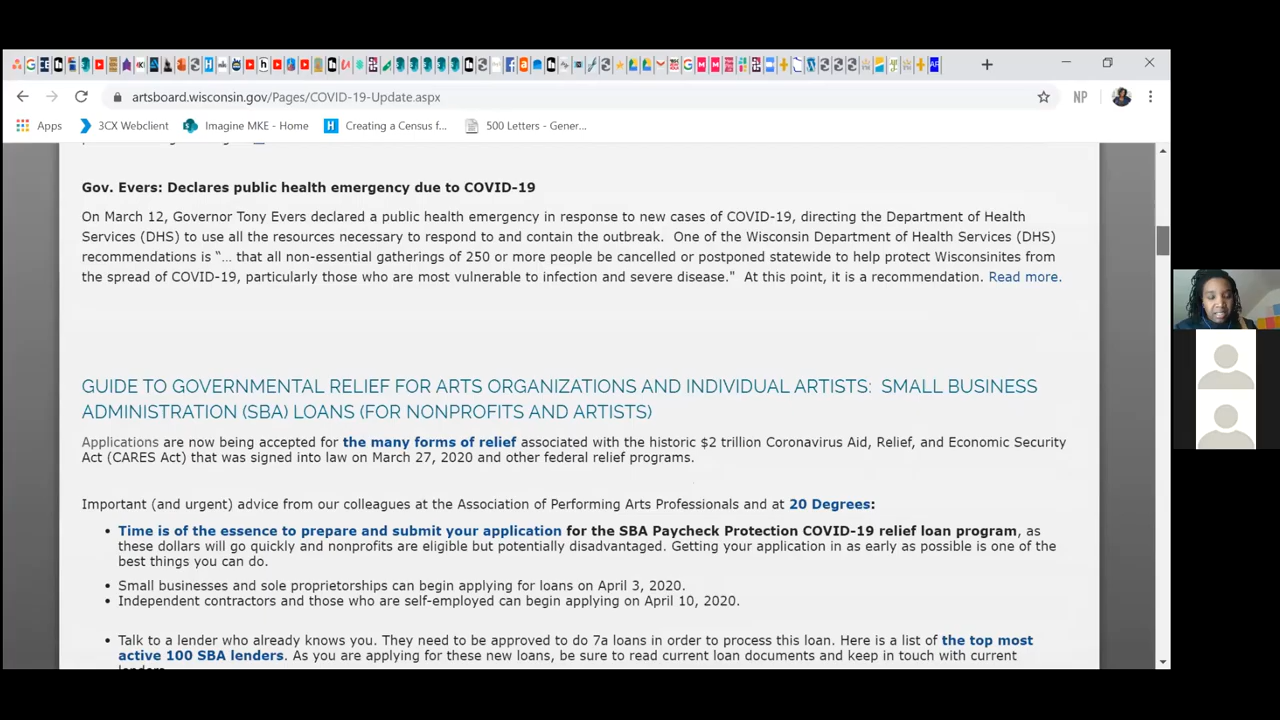 artsboard.wisconsin.gov/Pages/COVID-19-Update.aspx
NP
Apps
3CX Webclient
Imagine MKE - Home
Creating a Census f...
500 Letters - Gener...
Gov. Evers: Declares public health emergency due to COVID-19
On March 12, Governor Tony Evers declared a public health emergency in response to new cases of COVID-19, directing the Department of Health
Services (DHS) to use all the resources necessary to respond to and contain the outbreak. One of the Wisconsin Department of Health Services (DHS)
recommendations is “… that all non-essential gatherings of 250 or more people be cancelled or postponed statewide to help protect Wisconsinites from
the spread of COVID-19, particularly those who are most vulnerable to infection and severe disease." At this point, it is a recommendation. Read more.
GUIDE TO GOVERNMENTAL RELIEF FOR ARTS ORGANIZATIONS AND INDIVIDUAL ARTISTS: SMALL BUSINESS
ADMINISTRATION (SBA) LOANS (FOR NONPROFITS AND ARTISTS)
Applications are now being accepted for the many forms of relief associated with the historic $2 trillion Coronavirus Aid, Relief, and Economic Security
Act (CARES Act) that was signed into law on March 27, 2020 and other federal relief programs.
Important (and urgent) advice from our colleagues at the Association of Performing Arts Professionals and at 20 Degrees:
• Time is of the essence to prepare and submit your application for the SBA Paycheck Protection COVID-19 relief loan program, as
these dollars will go quickly and nonprofits are eligible but potentially disadvantaged. Getting your application in as early as possible is one of the
best things you can do.
• Small businesses and sole proprietorships can begin applying for loans on April 3, 2020.
• Independent contractors and those who are self-employed can begin applying on April 10, 2020.
• Talk to a lender who already knows you. They need to be approved to do 7a loans in order to process this loan. Here is a list of the top most
active 100 SBA lenders. As you are applying for these new loans, be sure to read current loan documents and keep in touch with current